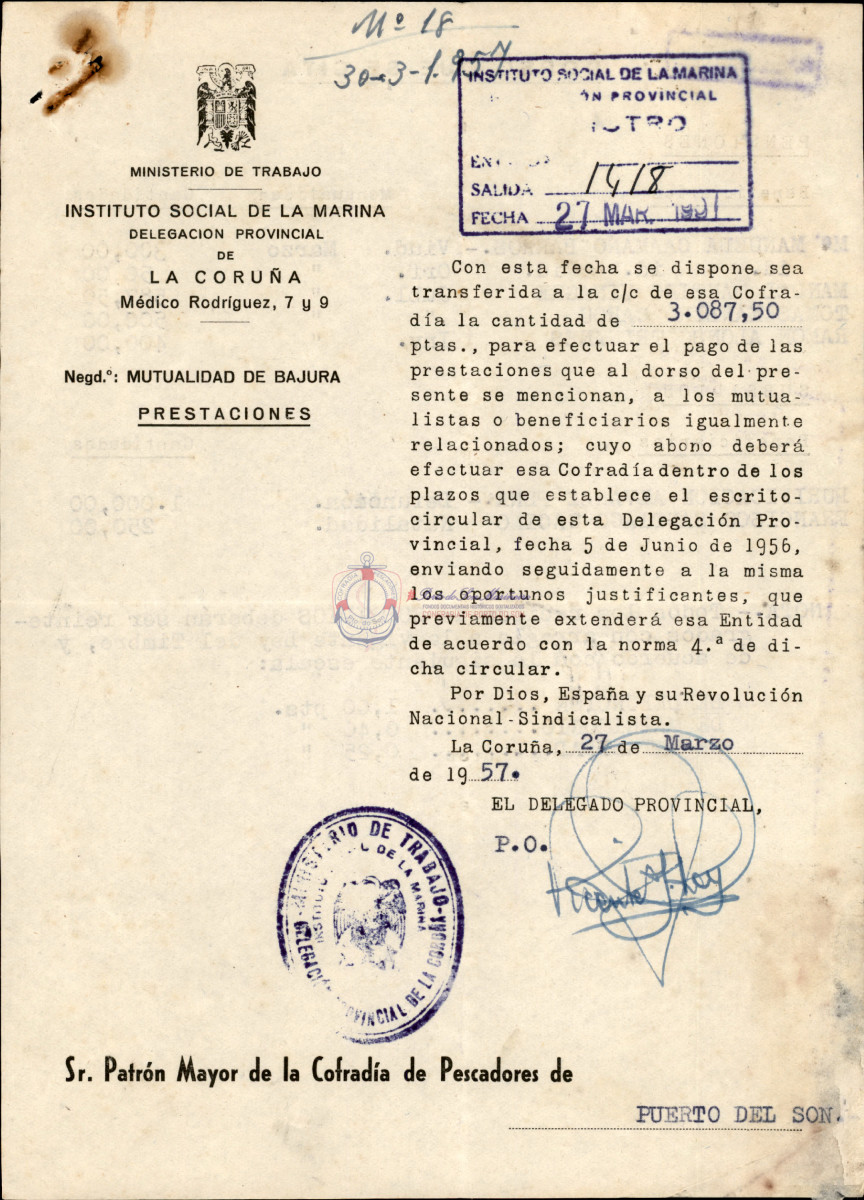 Nº 18
30-3-1.957
INSTITUTO SOCIAL DE LA MARINA
PROVINCIAL
SALIDA 1418
FECHA 27 MAR. 1957
MINISTERIO DE TRABAJO
INSTITUTO SOCIAL DE LA MARINA
DELEGACION PROVINCIAL
DE
LA CORUÑA
Médico Rodríguez, 7 y 9
Negd.º: MUTUALIDAD DE BAJURA
PRESTACIONES
Con esta fecha se dispone sea
transferida a la c/c de esa Cofra-
día la cantidad de 3.087,50
ptas., para efectuar el pago de las
prestaciones que al dorso del pre-
sente se mencionan, a los mutua-
listas o beneficiarios igualmente
relacionados; cuyo abono deberá
efectuar esa Cofradía dentro de los
plazos que establece el escrito-
circular de esta Delegación Pro-
vincial, fecha 5 de Junio de 1956,
enviando seguidamente a la misma
los oportunos justificantes, que
previamente extenderá esa Entidad
de acuerdo con la norma 4.ª de di-
cha circular.
Por Dios, España y su Revolución
Nacional-Sindicalista.
La Coruña, 27 de Marzo
de 1957.
EL DELEGADO PROVINCIAL,
P.O.
MINISTERIO DE TRABAJO
DE LA MARINA
PROVINCIAL DE LA CORUÑA
Sr. Patrón Mayor de la Cofradía de Pescadores de
PUERTO DEL SON.